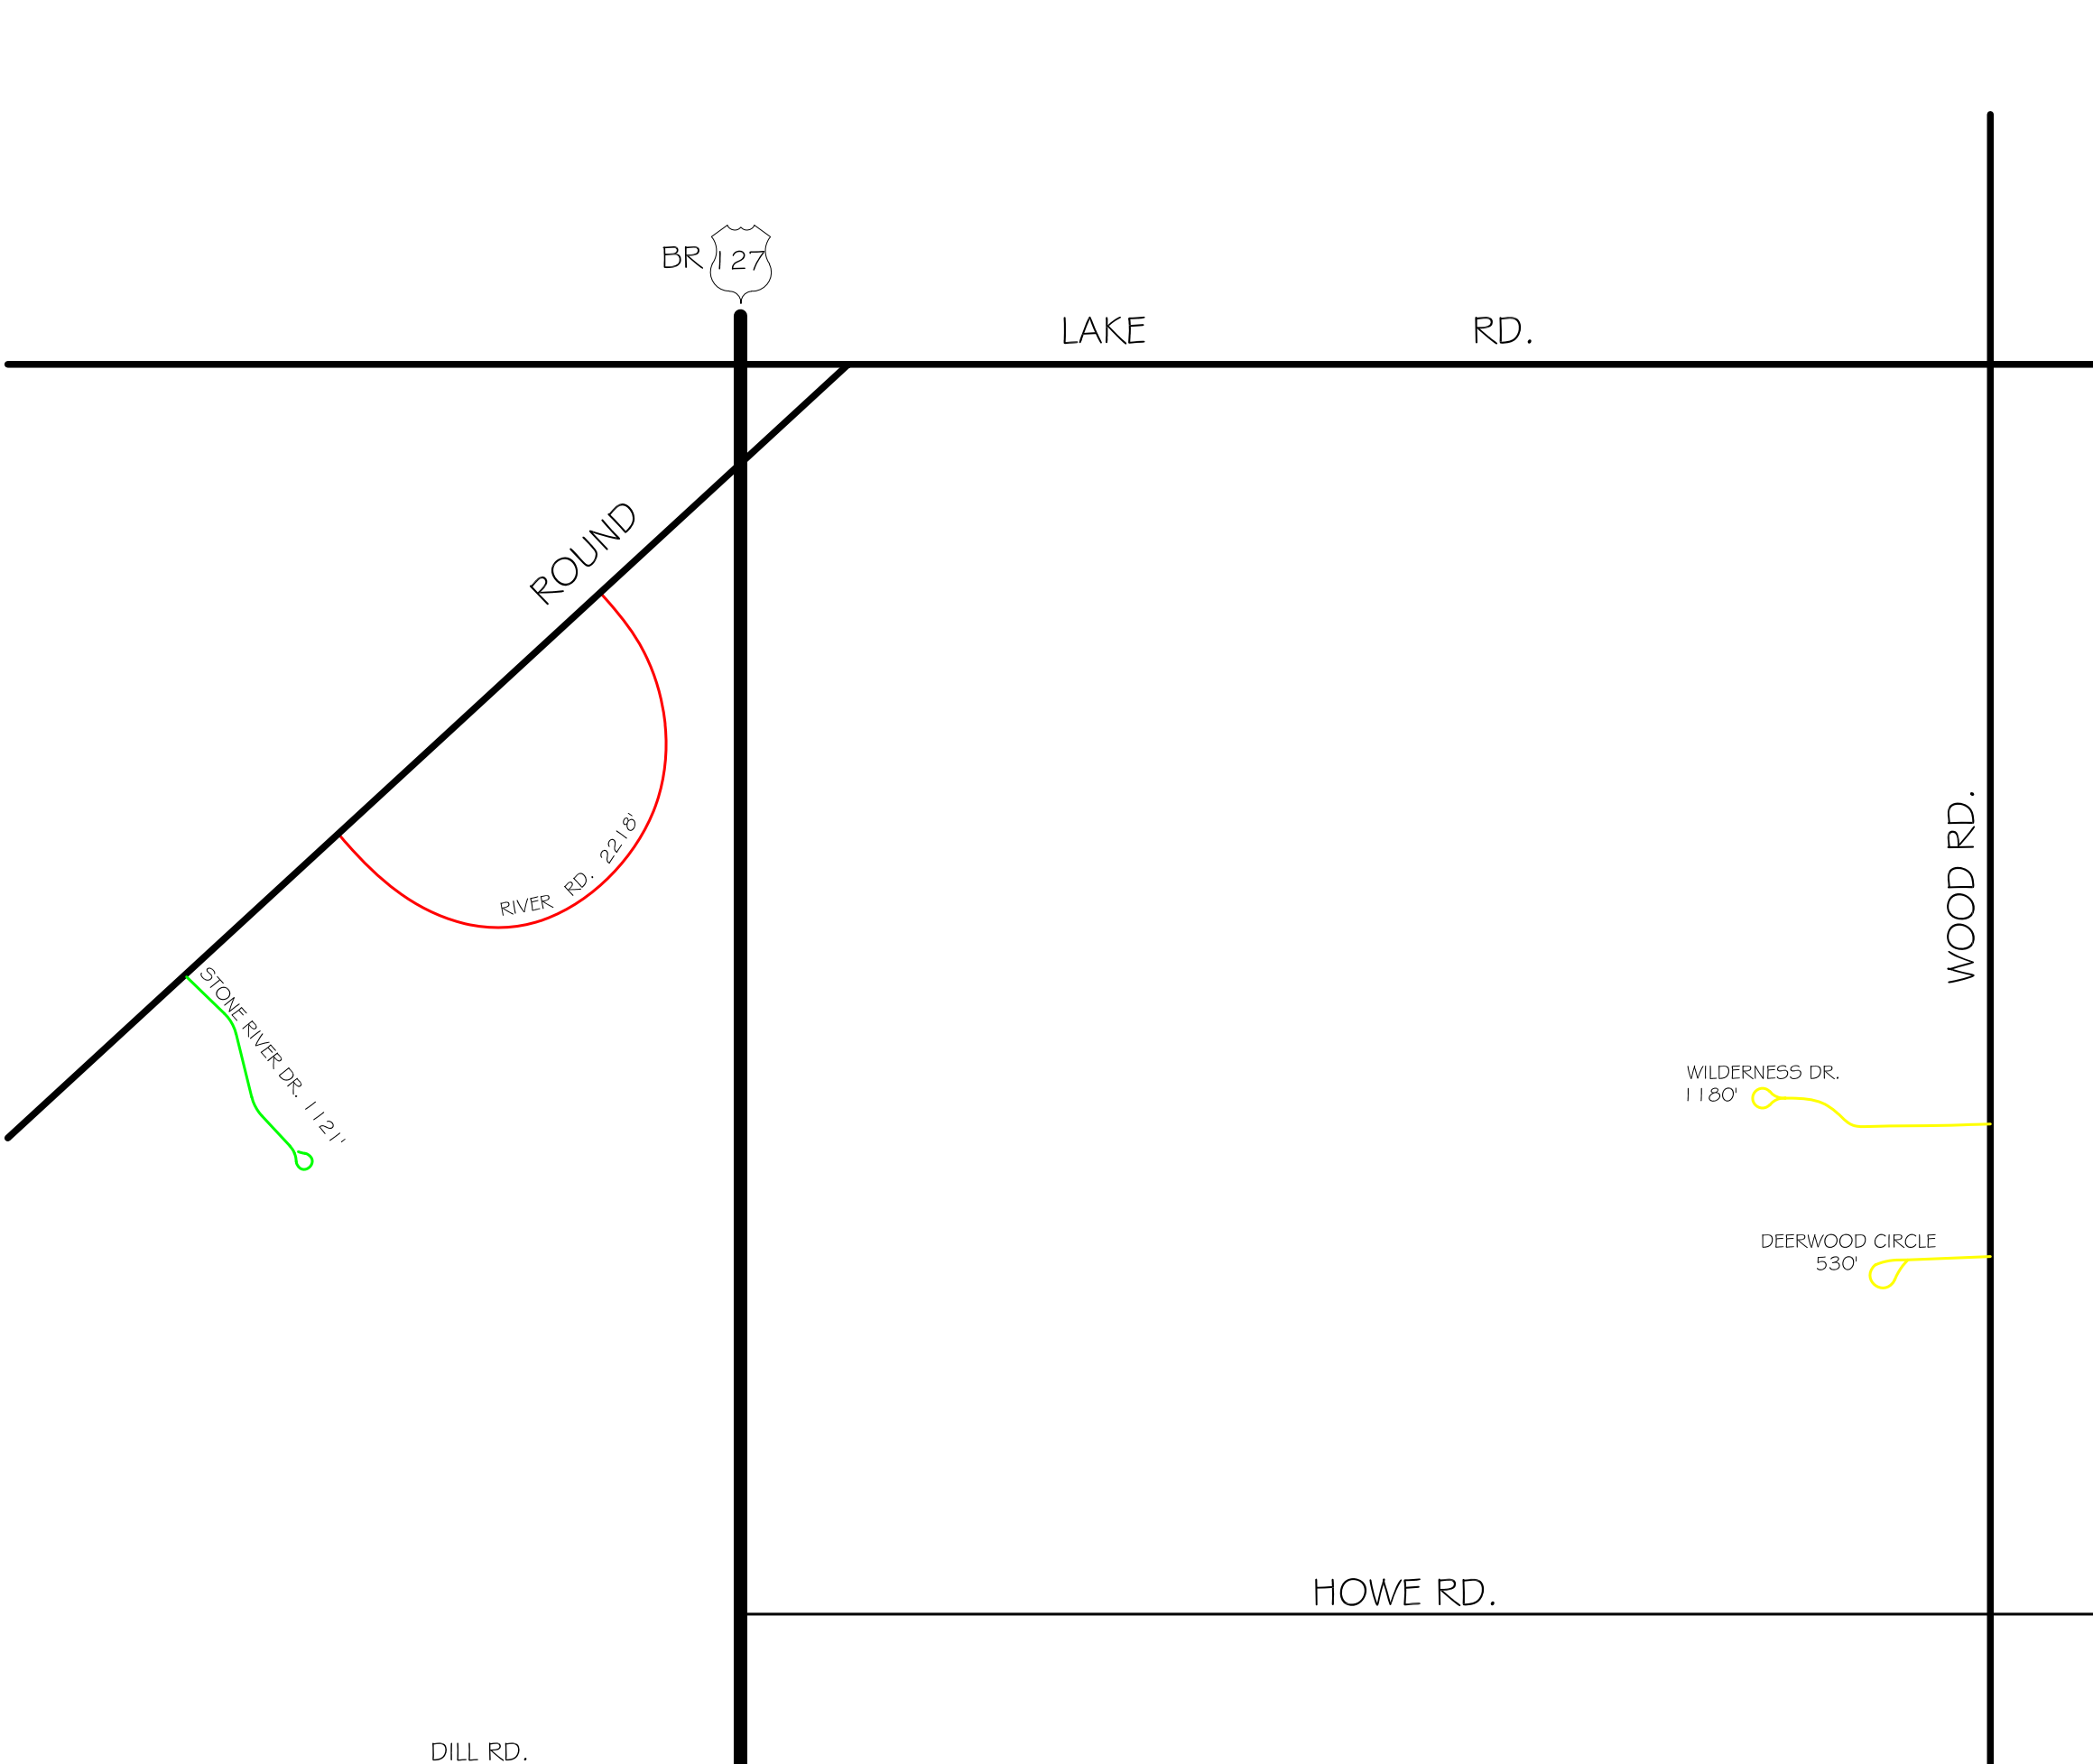 BR 127
LAKE RD.
ROUND
WOOD RD.
RIVER RD. 2218'
STONE RIVER DR. 1121'
WILDERNESS DR.
1180'
DEERWOOD CIRCLE
530'
HOWE RD.
DILL RD.